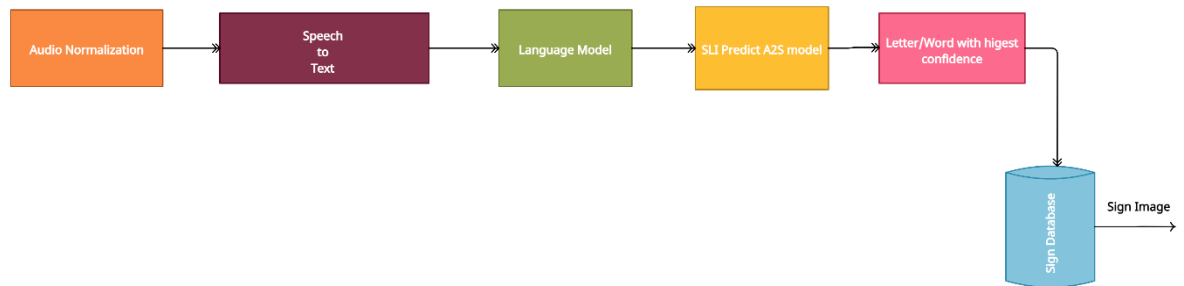 Audio Normalization
Speech
to
Text
Language Model
SLI Predict A2S model
Letter/Word with higest
confidence
Sign Database
Sign Image